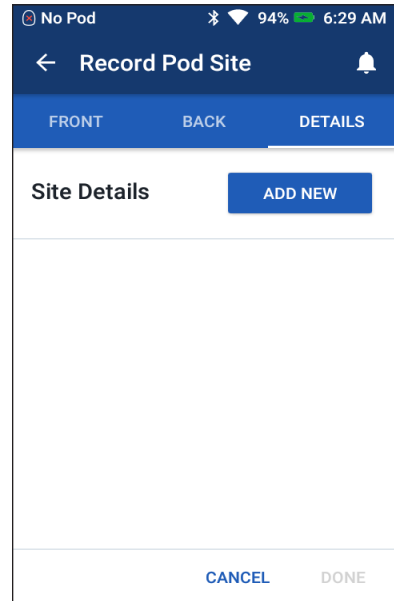 No Pod 94% 6:29 AM
Record Pod Site
FRONT BACK DETAILS
Site Details ADD NEW
CANCEL DONE